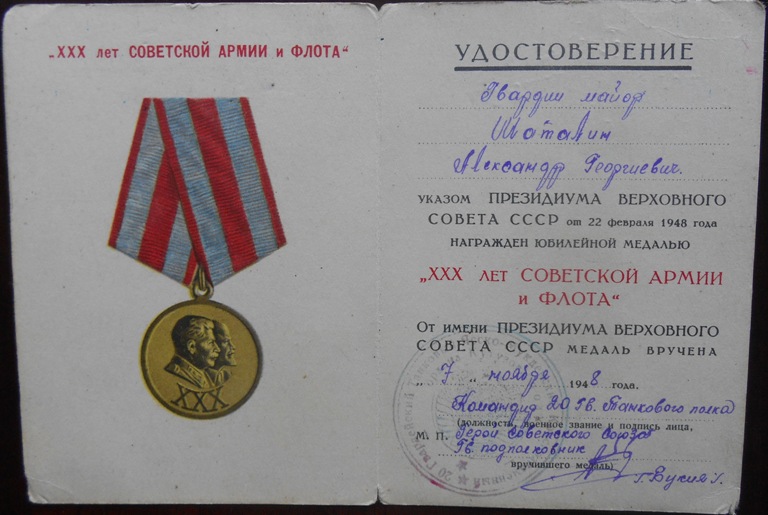 „XXX лет СОВЕТСКОЙ АРМИИ и ФЛОТА“
XXX
УДОСТОВЕРЕНИЕ
Гвардии майор
Шаталин
Александр Георгиевич.
УКАЗОМ ПРЕЗИДИУМА ВЕРХОВНОГО
СОВЕТА СССР от 22 февраля 1948 года
НАГРАЖДЕН ЮБИЛЕЙНОЙ МЕДАЛЬЮ
„XXX ЛЕТ СОВЕТСКОЙ АРМИИ
И ФЛОТА“
От имени ПРЕЗИДИУМА ВЕРХОВНОГО
СОВЕТА СССР МЕДАЛЬ ВРУЧЕНА
„7„ ноября 1948 года.
Командир 20 Гв. Танкового полка
(должность, военное звание и подпись лица,
М. П. Герой Советского Союза
Гв. подполковник
вручившего медаль)